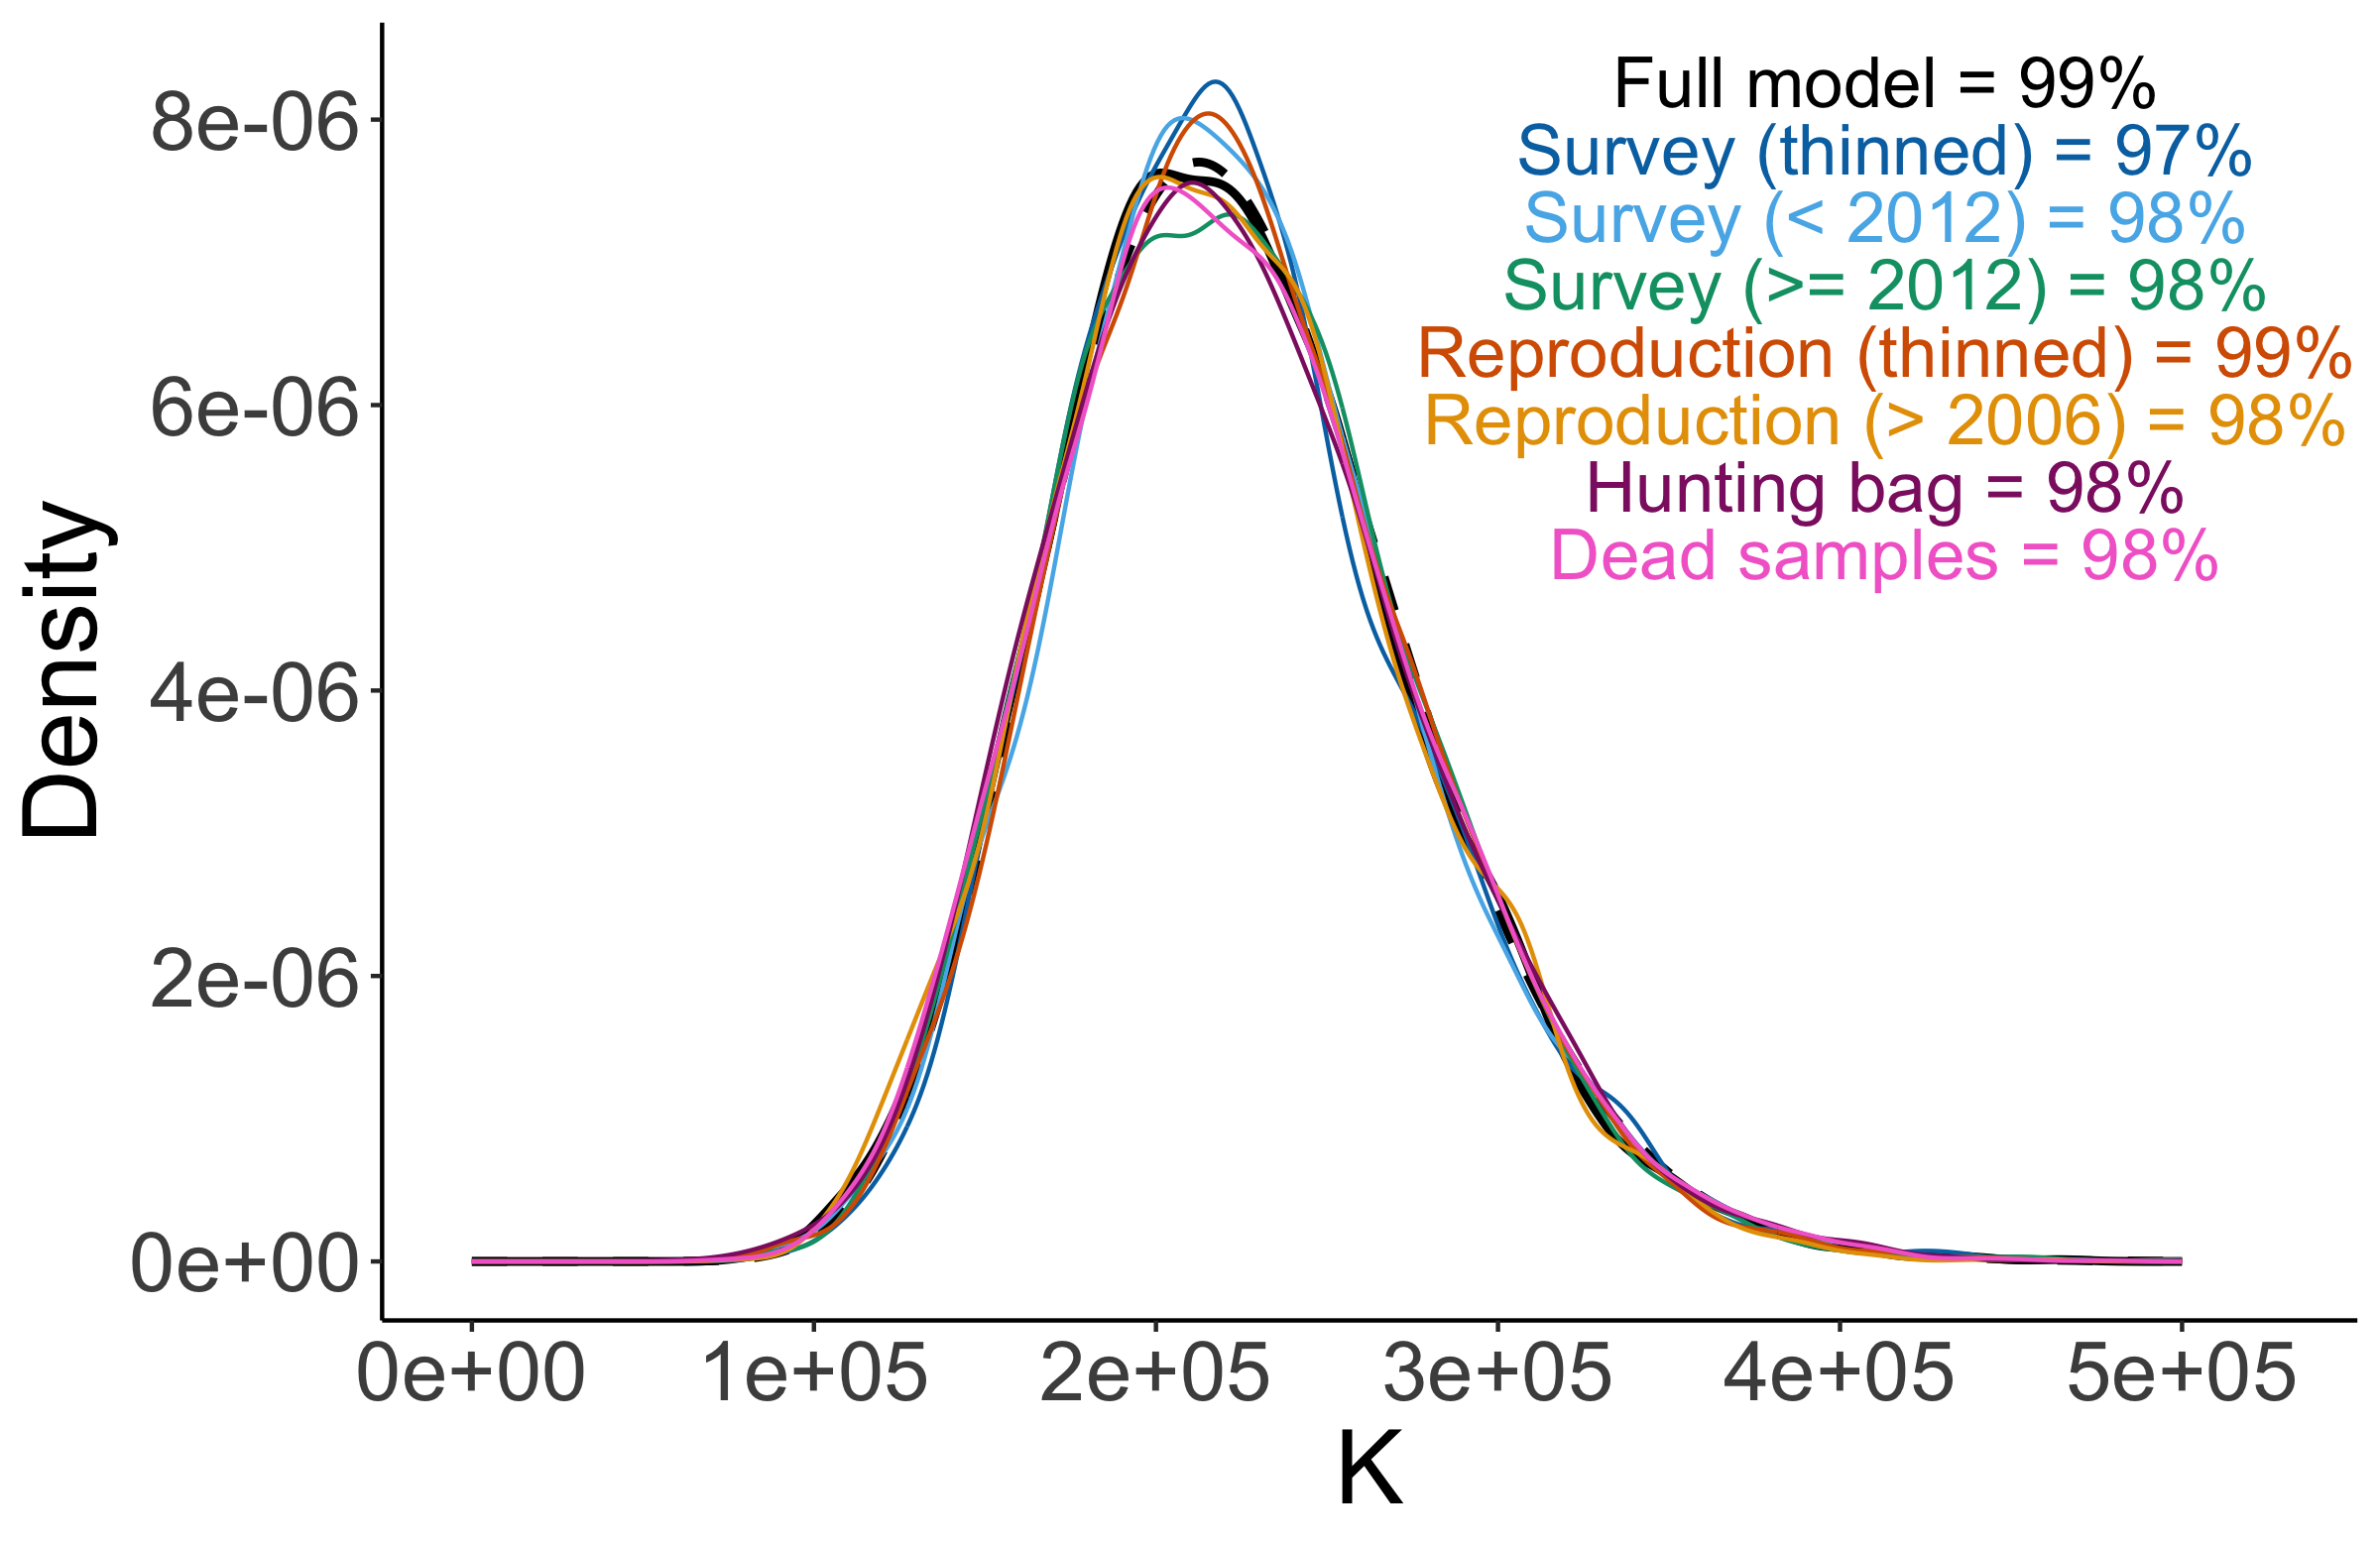 Full model = 99%
Survey (thinned) = 97%
Survey (< 2012) = 98%
Survey (>= 2012) = 98%
Reproduction (thinned) = 99%
Reproduction (> 2006) = 98%
Hunting bag = 98%
Dead samples = 98%
8e-06
6e-06
4e-06
2e-06
0e+00
Density
0e+00 1e+05 2e+05 3e+05 4e+05 5e+05
K